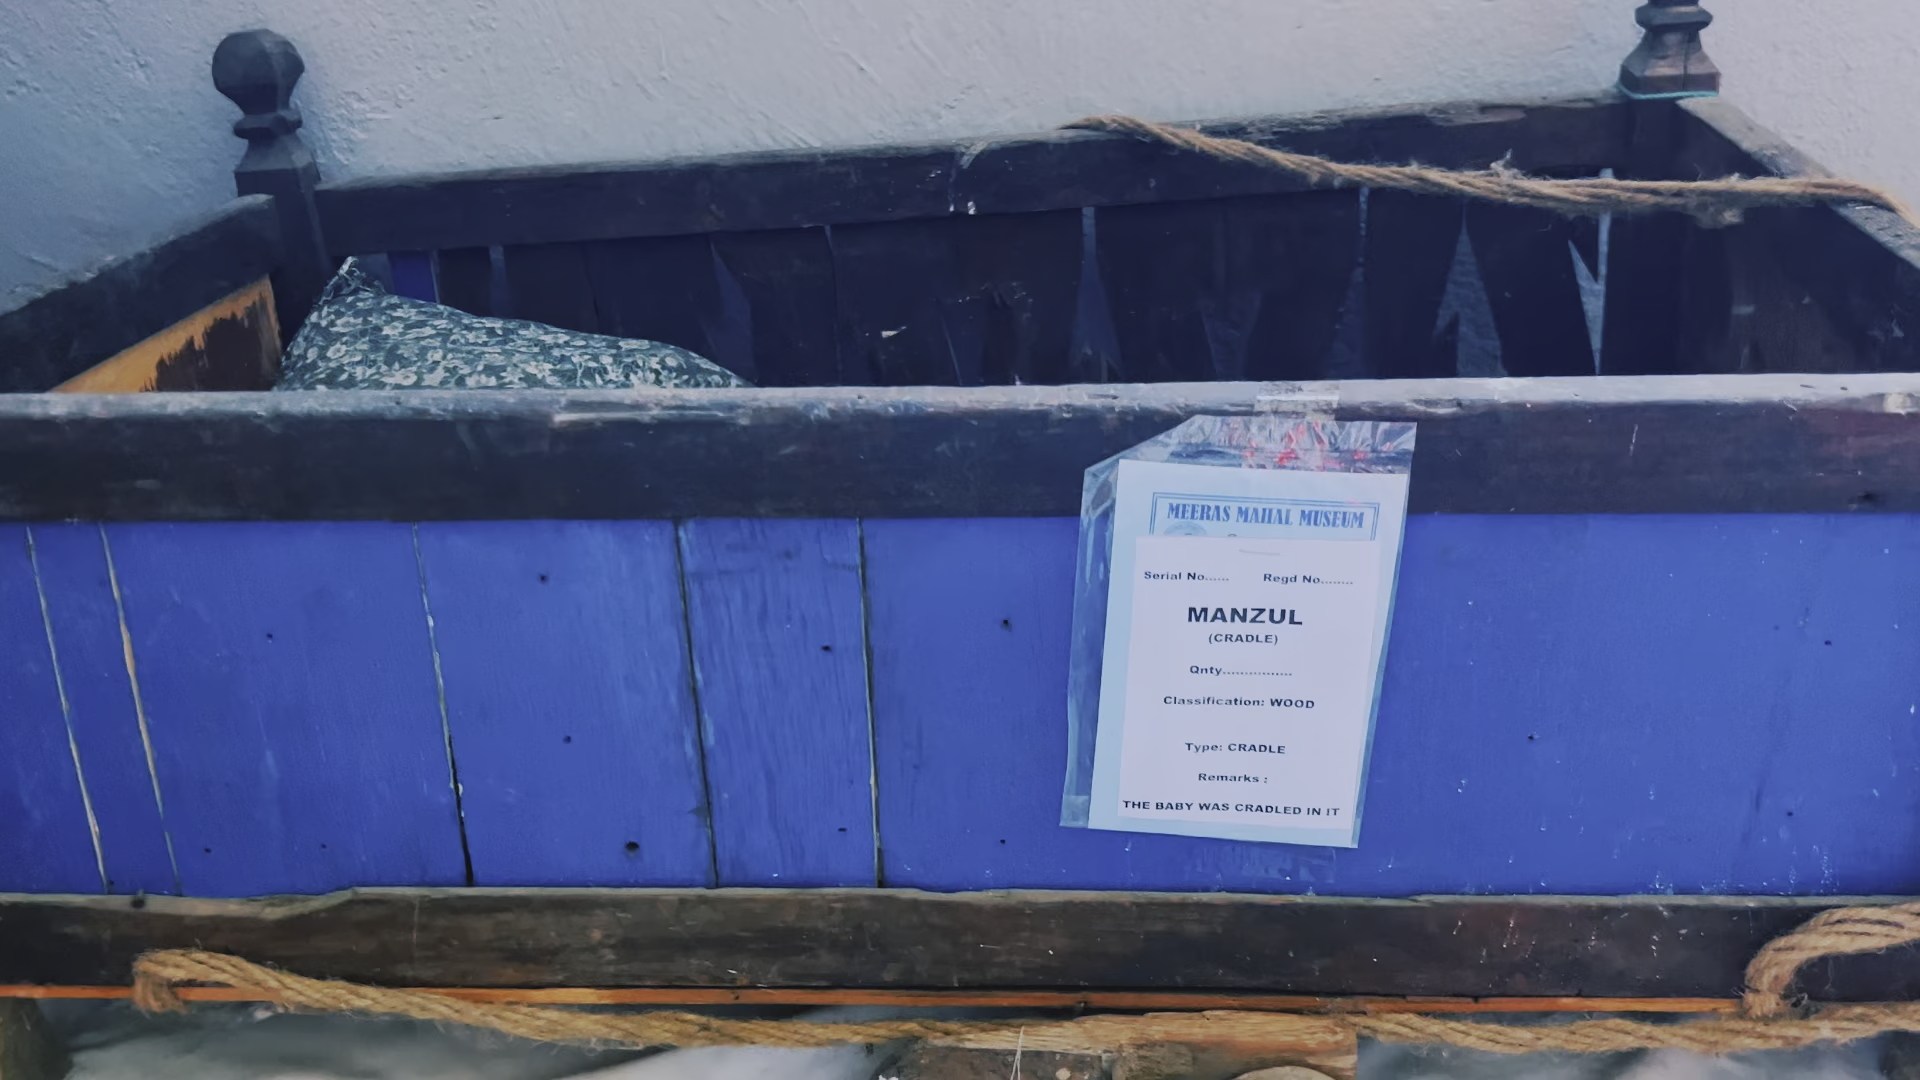 MEERAS MAHAL MUSEUM
Serial No...... Regd No........
MANZUL
(CRADLE)
Qnty................
Classification: WOOD
Type: CRADLE
Remarks :
THE BABY WAS CRADLED IN IT